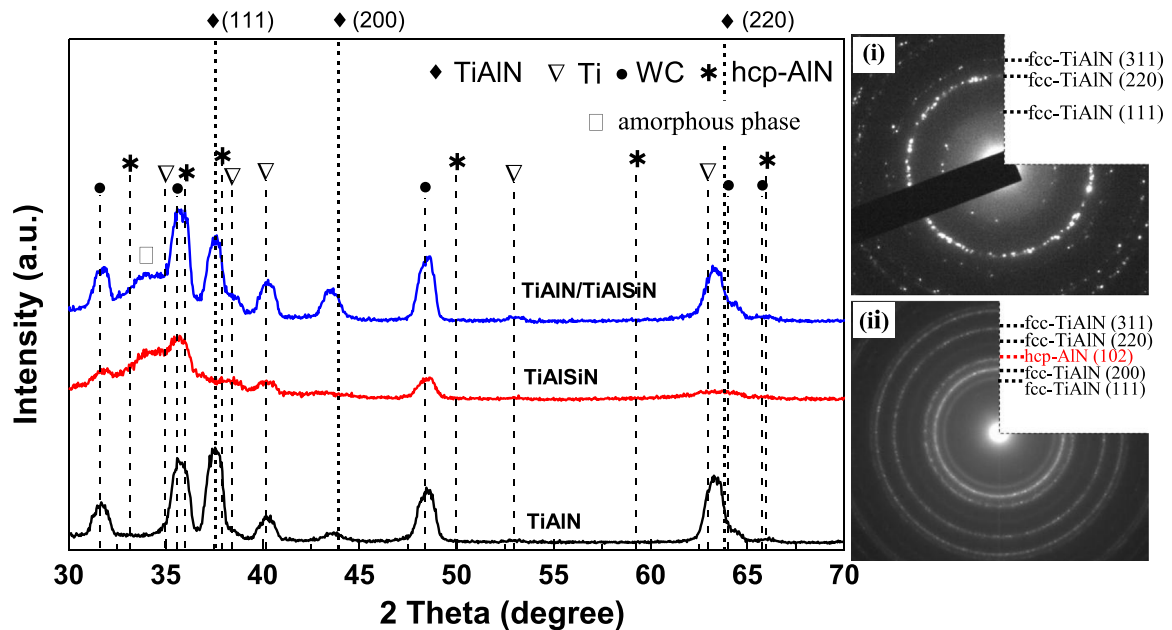 ♦(111)
♦(200)
♦(220)
♦ TiAlN ▽ Ti ● WC ✱ hcp-AlN
□ amorphous phase
TiAlN/TiAlSiN
TiAlSiN
TiAlN
Intensity (a.u.)
30 35 40 45 50 55 60 65 70
2 Theta (degree)
(i)
fcc-TiAlN (311)
fcc-TiAlN (220)
fcc-TiAlN (111)
(ii)
fcc-TiAlN (311)
fcc-TiAlN (220)
hcp-AlN (102)
fcc-TiAlN (200)
fcc-TiAlN (111)